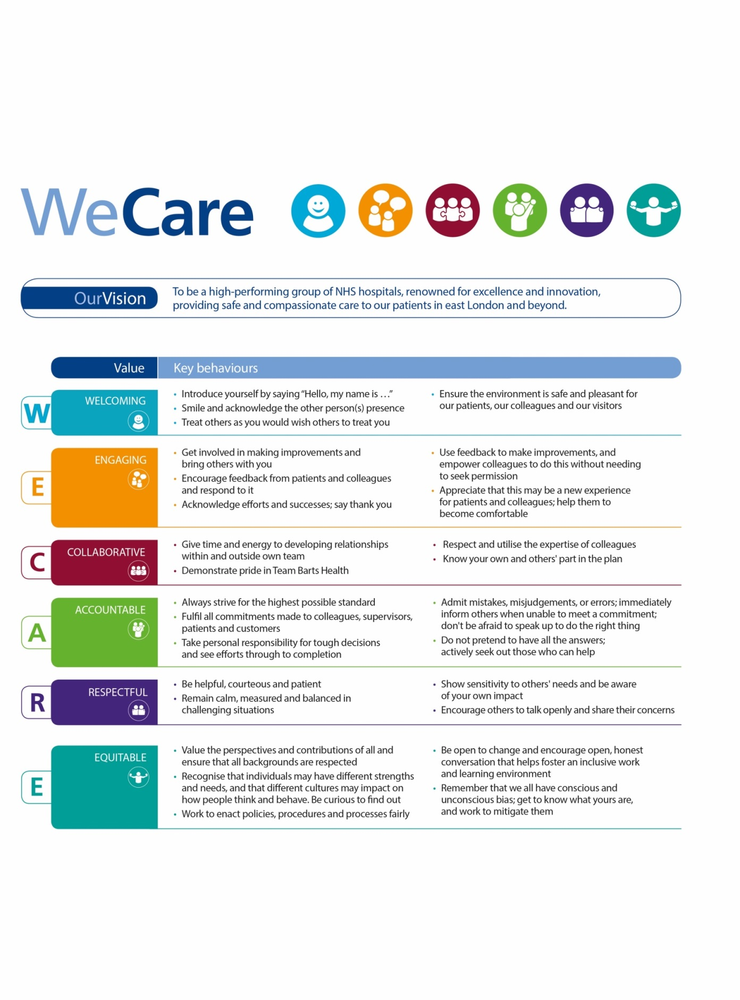 WeCare
OurVision
To be a high-performing group of NHS hospitals, renowned for excellence and innovation,
providing safe and compassionate care to our patients in east London and beyond.
Value
Key behaviours
W
WELCOMING
• Introduce yourself by saying “Hello, my name is …”
• Smile and acknowledge the other person(s) presence
• Treat others as you would wish others to treat you
• Ensure the environment is safe and pleasant for
our patients, our colleagues and our visitors
E
ENGAGING
• Get involved in making improvements and
bring others with you
• Encourage feedback from patients and colleagues
and respond to it
• Acknowledge efforts and successes; say thank you
• Use feedback to make improvements, and
empower colleagues to do this without needing
to seek permission
• Appreciate that this may be a new experience
for patients and colleagues; help them to
become comfortable
C
COLLABORATIVE
• Give time and energy to developing relationships
within and outside own team
• Demonstrate pride in Team Barts Health
• Respect and utilise the expertise of colleagues
• Know your own and others' part in the plan
A
ACCOUNTABLE
• Always strive for the highest possible standard
• Fulfil all commitments made to colleagues, supervisors,
patients and customers
• Take personal responsibility for tough decisions
and see efforts through to completion
• Admit mistakes, misjudgements, or errors; immediately
inform others when unable to meet a commitment;
don't be afraid to speak up to do the right thing
• Do not pretend to have all the answers;
actively seek out those who can help
R
RESPECTFUL
• Be helpful, courteous and patient
• Remain calm, measured and balanced in
challenging situations
• Show sensitivity to others' needs and be aware
of your own impact
• Encourage others to talk openly and share their concerns
E
EQUITABLE
• Value the perspectives and contributions of all and
ensure that all backgrounds are respected
• Recognise that individuals may have different strengths
and needs, and that different cultures may impact on
how people think and behave. Be curious to find out
• Work to enact policies, procedures and processes fairly
• Be open to change and encourage open, honest
conversation that helps foster an inclusive work
and learning environment
• Remember that we all have conscious and
unconscious bias; get to know what yours are,
and work to mitigate them